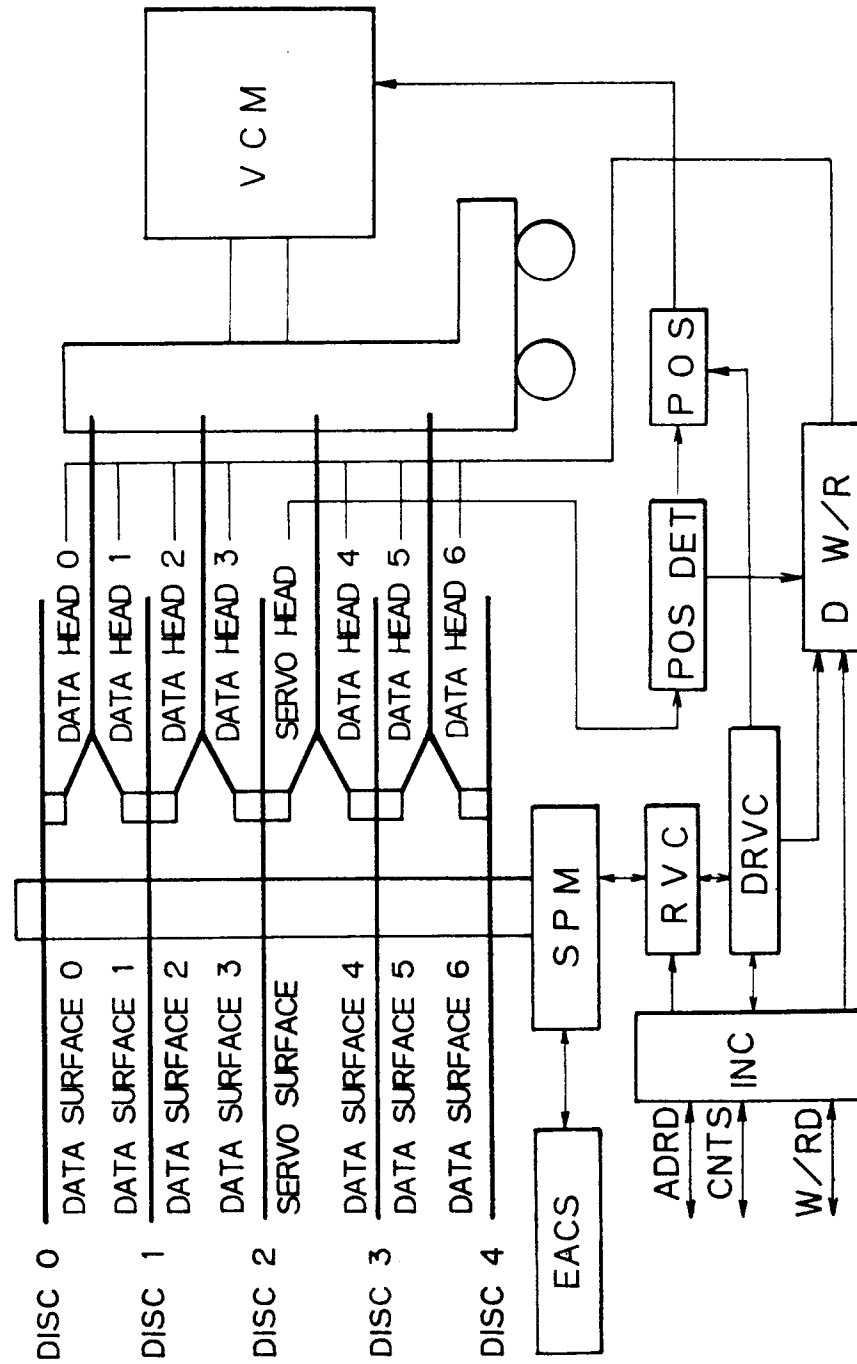 DISC 0
DATA SURFACE 0
DATA HEAD 0
DATA SURFACE 1
DATA HEAD 1
DISC 1
DATA SURFACE 2
DATA HEAD 2
DATA SURFACE 3
DATA HEAD 3
DISC 2
SERVO SURFACE
SERVO HEAD
DATA SURFACE 4
DATA HEAD 4
DISC 3
DATA SURFACE 5
DATA HEAD 5
DATA SURFACE 6
DATA HEAD 6
DISC 4
VCM
EACS
SPM
RVC
POS DET
POS
DRVC
D W/R
INC
ADRD
CNTS
W/RD